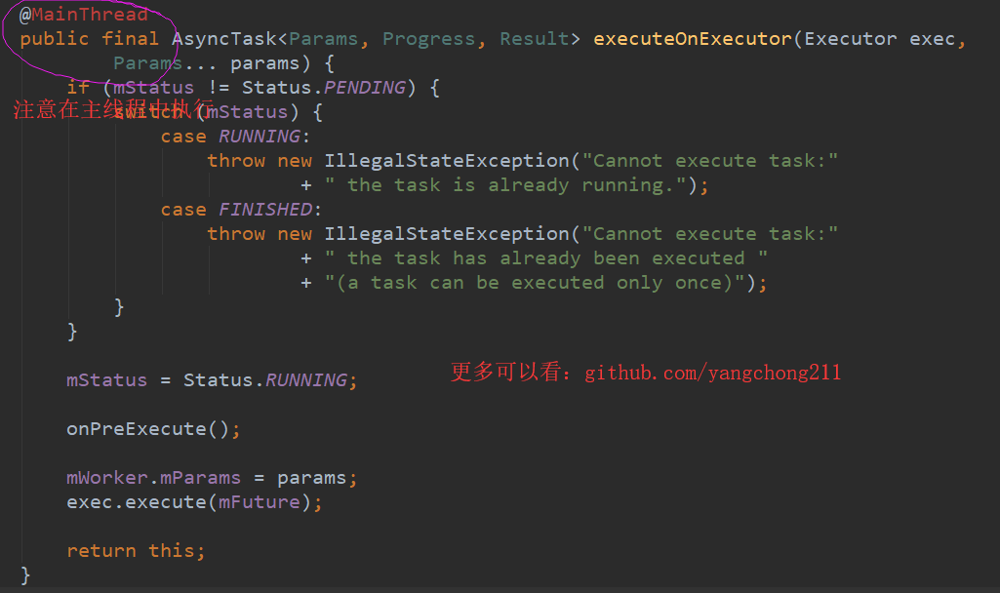 @MainThread
public final AsyncTask<Params, Progress, Result> executeOnExecutor(Executor exec,
Params... params) {
if (mStatus != Status.PENDING) {
注意在主线程中执行
switch (mStatus) {
case RUNNING:
throw new IllegalStateException("Cannot execute task:"
+ " the task is already running.");
case FINISHED:
throw new IllegalStateException("Cannot execute task:"
+ " the task has already been executed "
+ "(a task can be executed only once)");
}
}
mStatus = Status.RUNNING;
更多可以看：github.com/yangchong211
onPreExecute();
mWorker.mParams = params;
exec.execute(mFuture);
return this;
}